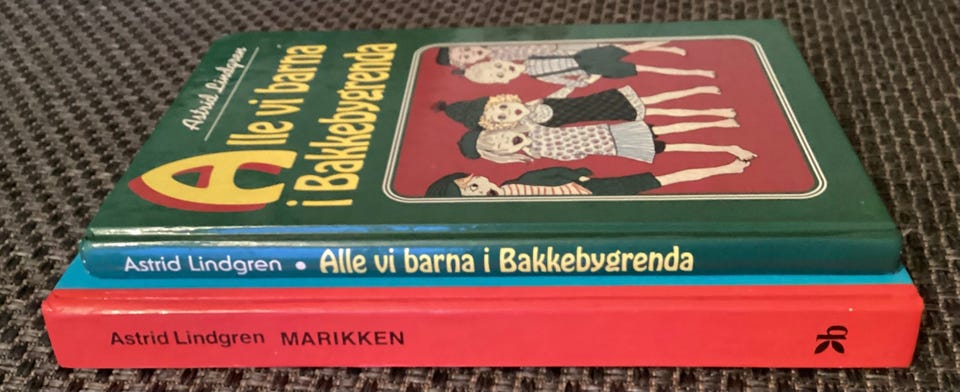 Astrid Lindgren
Alle vi barna
i Bakkebygrenda
Astrid Lindgren • Alle vi barna i Bakkebygrenda
Astrid Lindgren MARIKKEN